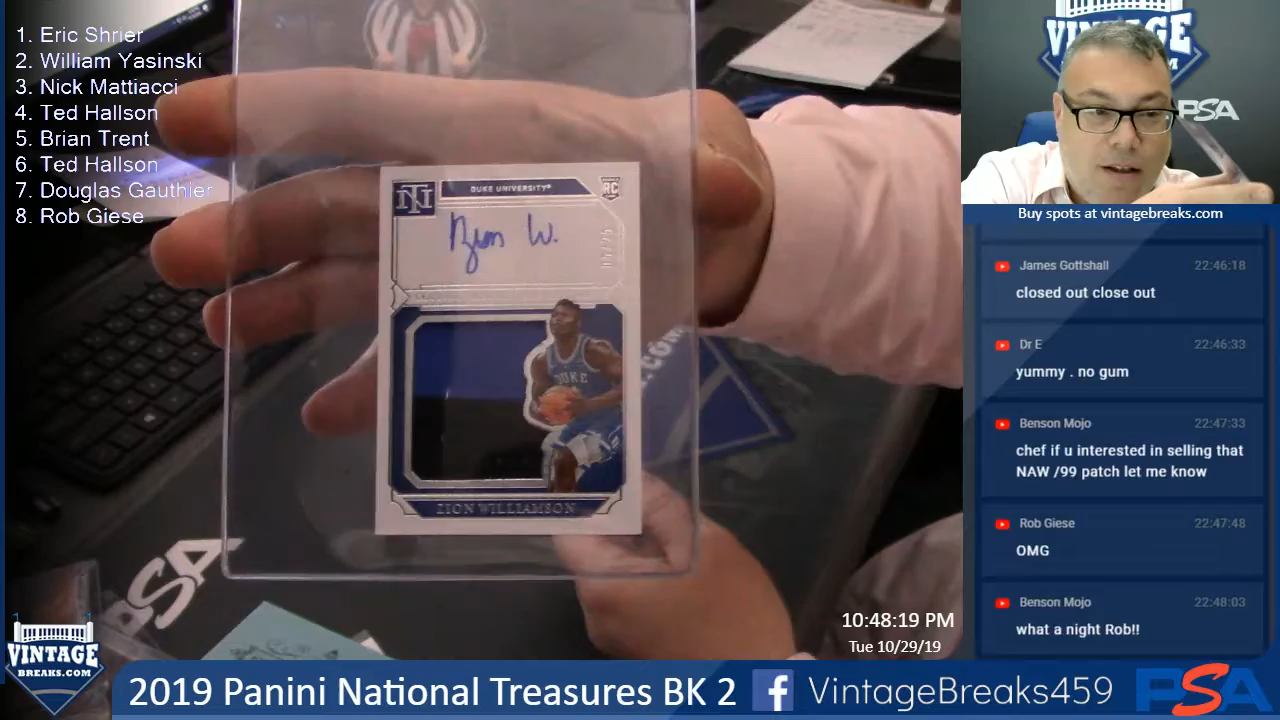 1. Eric Shrier
2. William Yasinski
3. Nick Mattiacci
4. Ted Hallson
5. Brian Trent
6. Ted Hallson
7. Douglas Gauthier
8. Rob Giese
NT
DUKE UNIVERSITY®
RC
Zion W.
DUKE
ZION WILLIAMSON
PSA
10:48:19 PM
Tue 10/29/19
VINTAGE
PSA
Buy spots at vintagebreaks.com
James Gottshall 22:46:18
closed out close out
Dr E 22:46:33
yummy . no gum
Benson Mojo 22:47:33
chef if u interested in selling that
NAW /99 patch let me know
Rob Giese 22:47:48
OMG
Benson Mojo 22:48:03
what a night Rob!!
VINTAGE
BREAKS.COM
2019 Panini National Treasures BK 2 f VintageBreaks459 PSA